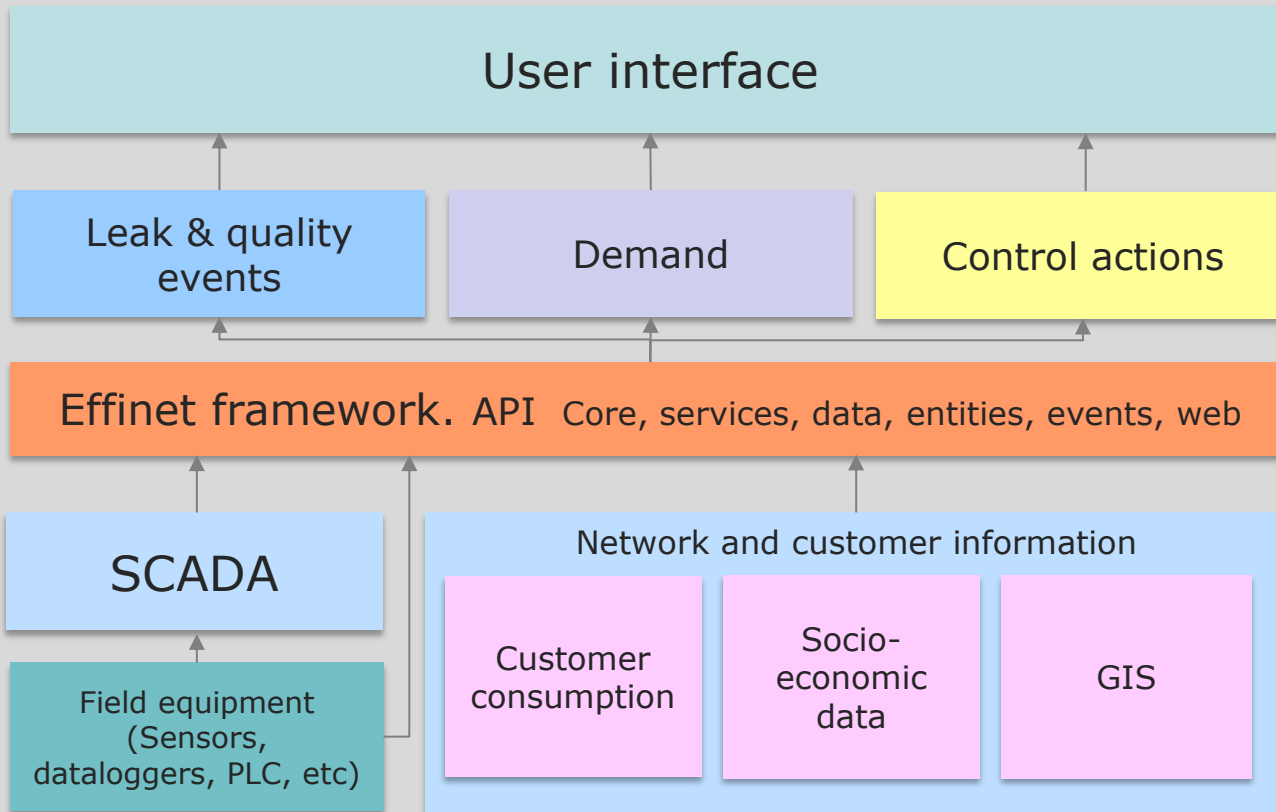 User interface
Leak & quality
events
Demand
Control actions
Effinet framework. API Core, services, data, entities, events, web
SCADA
Network and customer information
Customer
consumption
Socio-
economic
data
GIS
Field equipment
(Sensors,
dataloggers, PLC, etc)